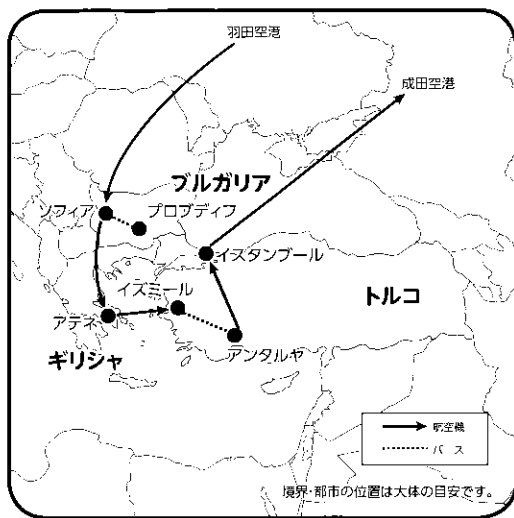 羽田空港
成田空港
ブルガリア
ソフィア
プロブディフ
イスタンブール
イズミール
トルコ
アテネ
ギリシャ
アンタルヤ
航空機
バス
境界・都市の位置は大体の目安です。